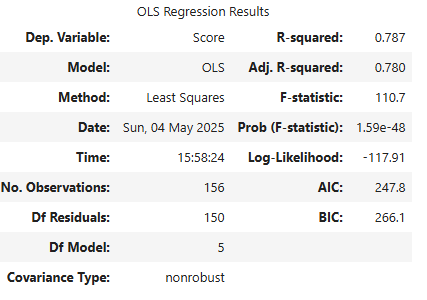 OLS Regression Results
Dep. Variable: Score R-squared: 0.787
Model: OLS Adj. R-squared: 0.780
Method: Least Squares F-statistic: 110.7
Date: Sun, 04 May 2025 Prob (F-statistic): 1.59e-48
Time: 15:58:24 Log-Likelihood: -117.91
No. Observations: 156 AIC: 247.8
Df Residuals: 150 BIC: 266.1
Df Model: 5
Covariance Type: nonrobust